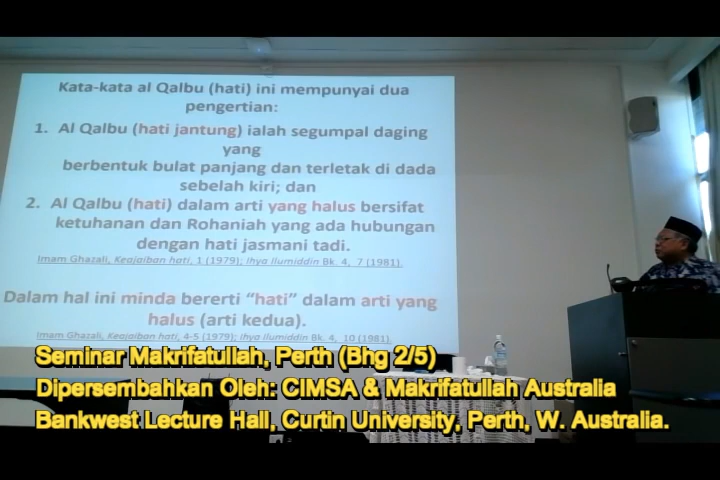 Kata-kata al Qalbu (hati) ini mempunyai dua
pengertian:
1. Al Qalbu (hati jantung) ialah segumpal daging
yang
berbentuk bulat panjang dan terletak di dada
sebelah kiri; dan
2. Al Qalbu (hati) dalam arti yang halus bersifat
ketuhanan dan Rohaniah yang ada hubungan
dengan hati jasmani tadi.
Imam Ghazali, Keajaiban hati, 1 (1979); Ihya Ilumiddin Bk. 4, 7 (1981).
Dalam hal ini minda bererti "hati" dalam arti yang
halus (arti kedua).
Imam Ghazali, Keajaiban hati, 4-5 (1979); Ihya Ilumiddin Bk. 4, 10 (1981).
Seminar Makrifatullah, Perth (Bhg 2/5)
Dipersembahkan Oleh: CIMSA & Makrifatullah Australia
Bankwest Lecture Hall, Curtin University, Perth, W. Australia.